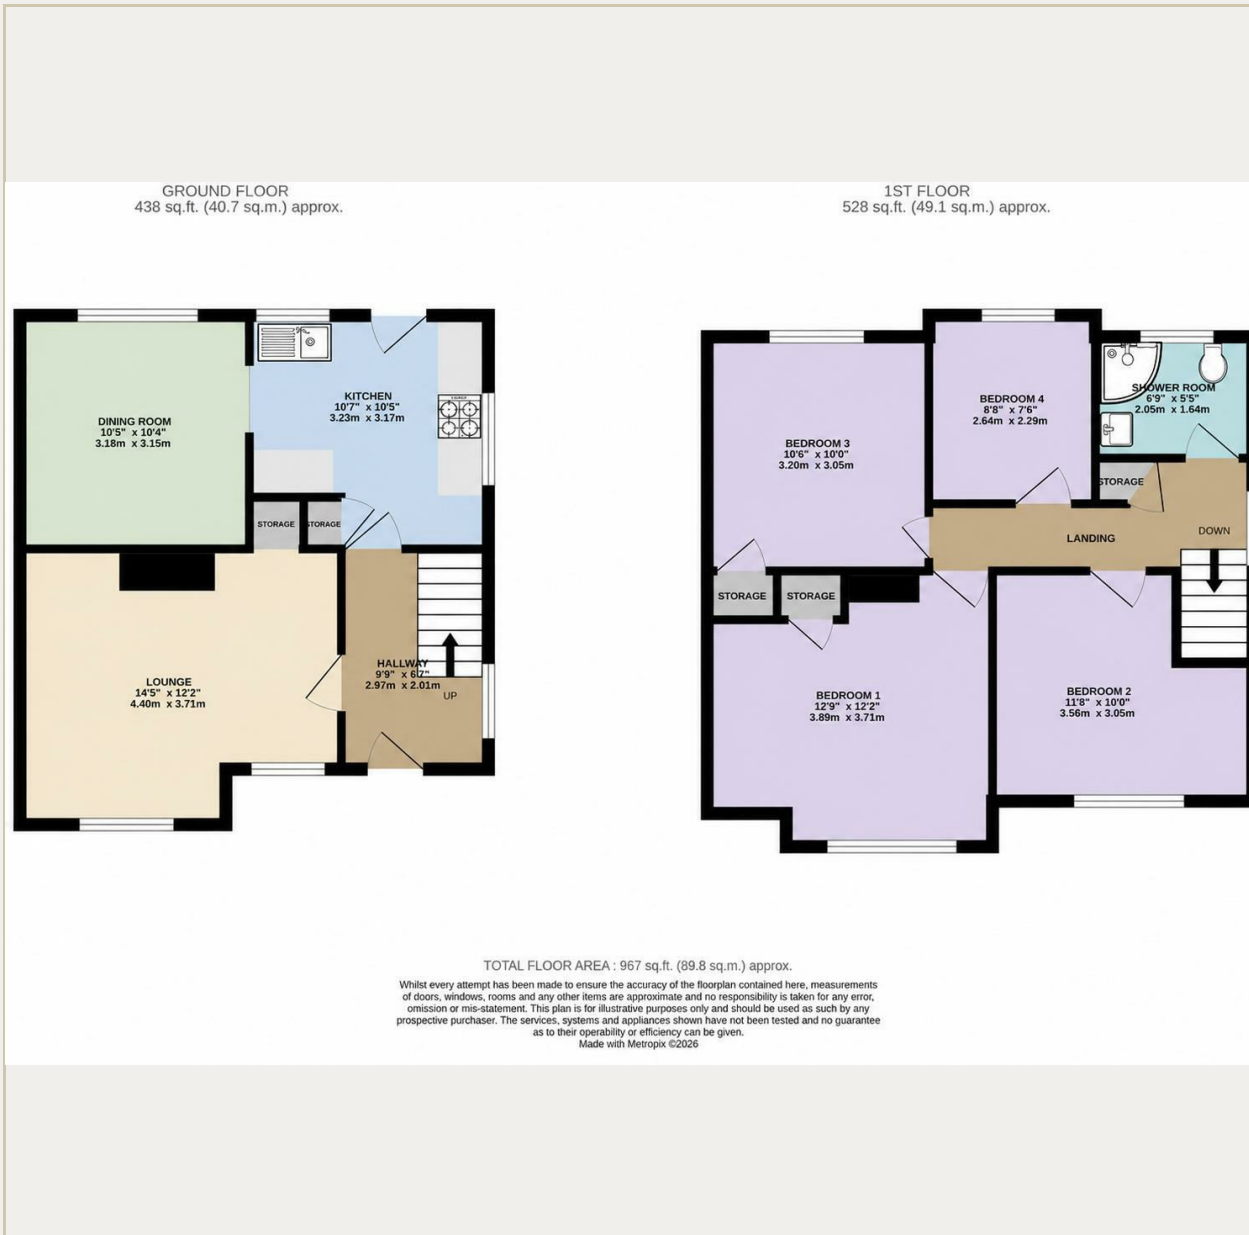 GROUND FLOOR
438 sq.ft. (40.7 sq.m.) approx.
DINING ROOM
10'5" x 10'4"
3.18m x 3.15m
KITCHEN
10'7" x 10'5"
3.23m x 3.17m
STORAGE
STORAGE
LOUNGE
14'5" x 12'2"
4.40m x 3.71m
HALLWAY
9'9" x 6'7"
2.97m x 2.01m
UP
1ST FLOOR
528 sq.ft. (49.1 sq.m.) approx.
BEDROOM 3
10'6" x 10'0"
3.20m x 3.05m
BEDROOM 4
8'8" x 7'6"
2.64m x 2.29m
SHOWER ROOM
6'9" x 5'5"
2.05m x 1.64m
STORAGE
LANDING
DOWN
STORAGE
STORAGE
BEDROOM 1
12'9" x 12'2"
3.89m x 3.71m
BEDROOM 2
11'8" x 10'0"
3.56m x 3.05m
TOTAL FLOOR AREA : 967 sq.ft. (89.8 sq.m.) approx.
Whilst every attempt has been made to ensure the accuracy of the floorplan contained here, measurements
of doors, windows, rooms and any other items are approximate and no responsibility is taken for any error,
omission or mis-statement. This plan is for illustrative purposes only and should be used as such by any
prospective purchaser. The services, systems and appliances shown have not been tested and no guarantee
as to their operability or efficiency can be given.
Made with Metropix ©2026